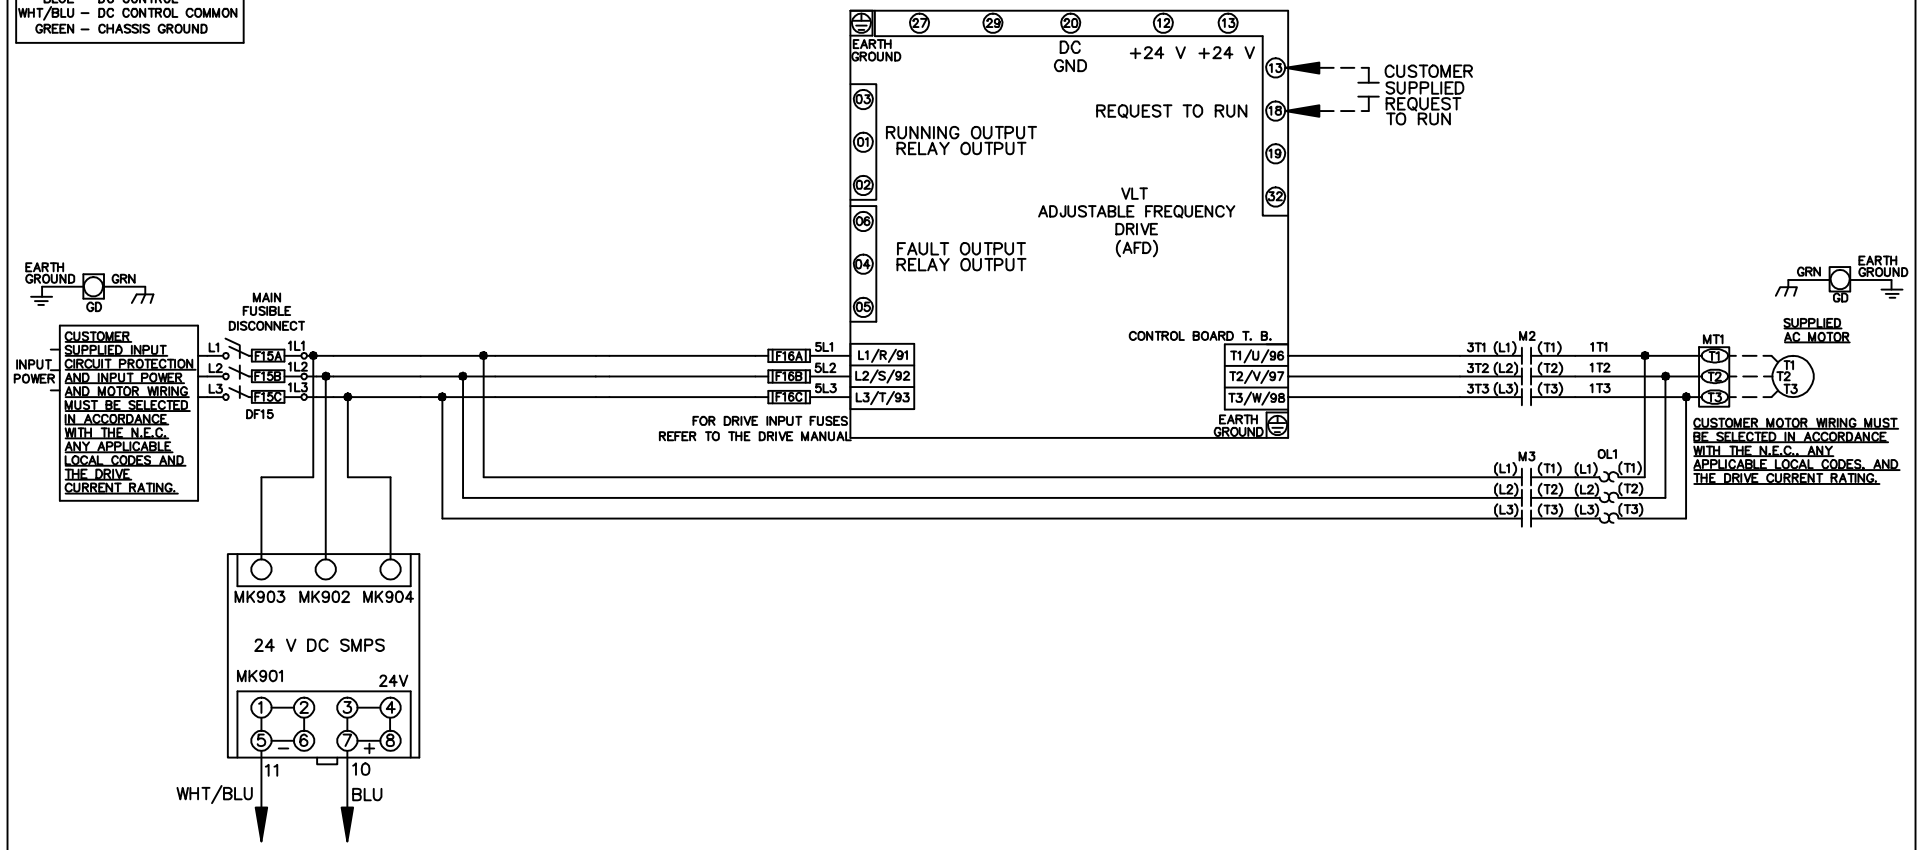 WHT/BLU – DC CONTROL COMMON
GREEN – CHASSIS GROUND
27 29 20 12 13
EARTH
GROUND
DC
GND
+24 V +24 V
13
18
19
32
REQUEST TO RUN
CUSTOMER
SUPPLIED
REQUEST
TO RUN
03
01
02
RUNNING OUTPUT
RELAY OUTPUT
06
04
05
FAULT OUTPUT
RELAY OUTPUT
VLT
ADJUSTABLE FREQUENCY
DRIVE
(AFD)
EARTH
GROUND
GRN
GD
MAIN
FUSIBLE
DISCONNECT
INPUT
POWER
CUSTOMER
SUPPLIED INPUT
CIRCUIT PROTECTION
AND INPUT POWER
AND MOTOR WIRING
MUST BE SELECTED
IN ACCORDANCE
WITH THE N.E.C.
ANY APPLICABLE
LOCAL CODES AND
THE DRIVE
CURRENT RATING.
L1 F15A 1L1
L2 F15B 1L2
L3 F15C 1L3
DF15
F16A 5L1 L1/R/91
F16B 5L2 L2/S/92
F16C 5L3 L3/T/93
FOR DRIVE INPUT FUSES
REFER TO THE DRIVE MANUAL
CONTROL BOARD T. B.
T1/U/96
T2/V/97
T3/W/98
EARTH
GROUND
M2
3T1 (L1) (T1) 1T1
3T2 (L2) (T2) 1T2
3T3 (L3) (T3) 1T3
MT1
T1
T2
T3
T1
T2
T3
GRN
EARTH
GROUND
GD
SUPPLIED
AC MOTOR
CUSTOMER MOTOR WIRING MUST
BE SELECTED IN ACCORDANCE
WITH THE N.E.C., ANY
APPLICABLE LOCAL CODES, AND
THE DRIVE CURRENT RATING.
M3 OL1
(L1) (T1) (L1) (T1)
(L2) (T2) (L2) (T2)
(L3) (T3) (L3) (T3)
MK903 MK902 MK904
24 V DC SMPS
MK901 24V
1 2 3 4
5 – 6 7 + 8
11 10
WHT/BLU BLU